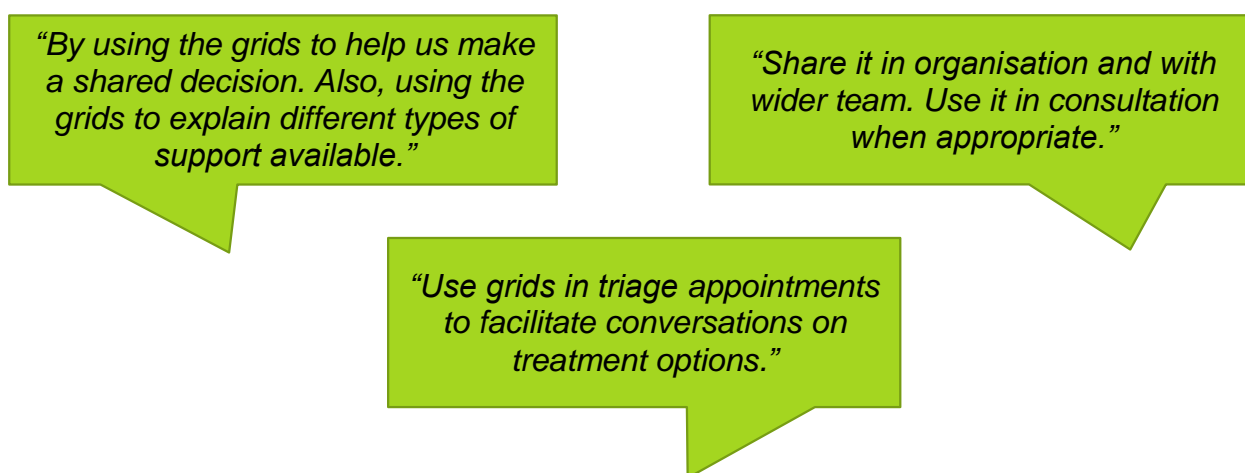 “By using the grids to help us make
a shared decision. Also, using the
grids to explain different types of
support available.”
“Share it in organisation and with
wider team. Use it in consultation
when appropriate.”
“Use grids in triage appointments
to facilitate conversations on
treatment options.”